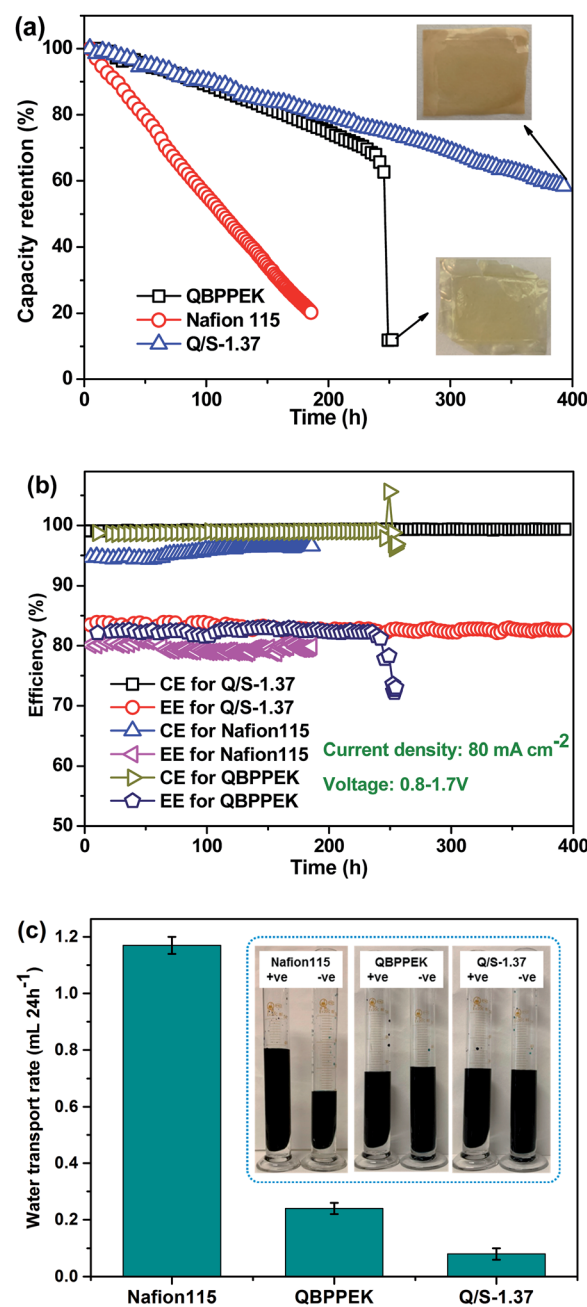 (a)
100
80
60
40
20
0
Capacity retention (%)
QBPPEK
Nafion 115
Q/S-1.37
0 100 200 300 400
Time (h)
(b)
100
90
80
70
60
50
Efficiency (%)
CE for Q/S-1.37
EE for Q/S-1.37
CE for Nafion115
EE for Nafion115
CE for QBPPEK
EE for QBPPEK
Current density: 80 mA cm-2
Voltage: 0.8-1.7V
0 100 200 300 400
Time (h)
(c)
1.2
1.0
0.8
0.6
0.4
0.2
0.0
Water transport rate (mL 24h-1)
Nafion115 QBPPEK Q/S-1.37
+ve -ve +ve -ve +ve -ve
Nafion115 QBPPEK Q/S-1.37